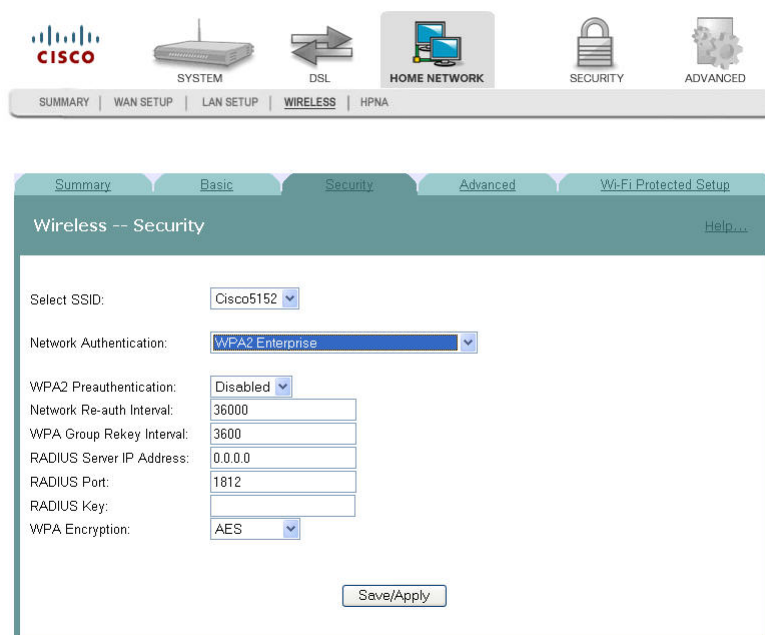 CISCO
SYSTEM
DSL
HOME NETWORK
SECURITY
ADVANCED
SUMMARY | WAN SETUP | LAN SETUP | WIRELESS | HPNA
Summary
Basic
Security
Advanced
Wi-Fi Protected Setup
Wireless -- Security
Help...
Select SSID: Cisco5152
Network Authentication: WPA2 Enterprise
WPA2 Preauthentication: Disabled
Network Re-auth Interval: 36000
WPA Group Rekey Interval: 3600
RADIUS Server IP Address: 0.0.0.0
RADIUS Port: 1812
RADIUS Key:
WPA Encryption: AES
Save/Apply